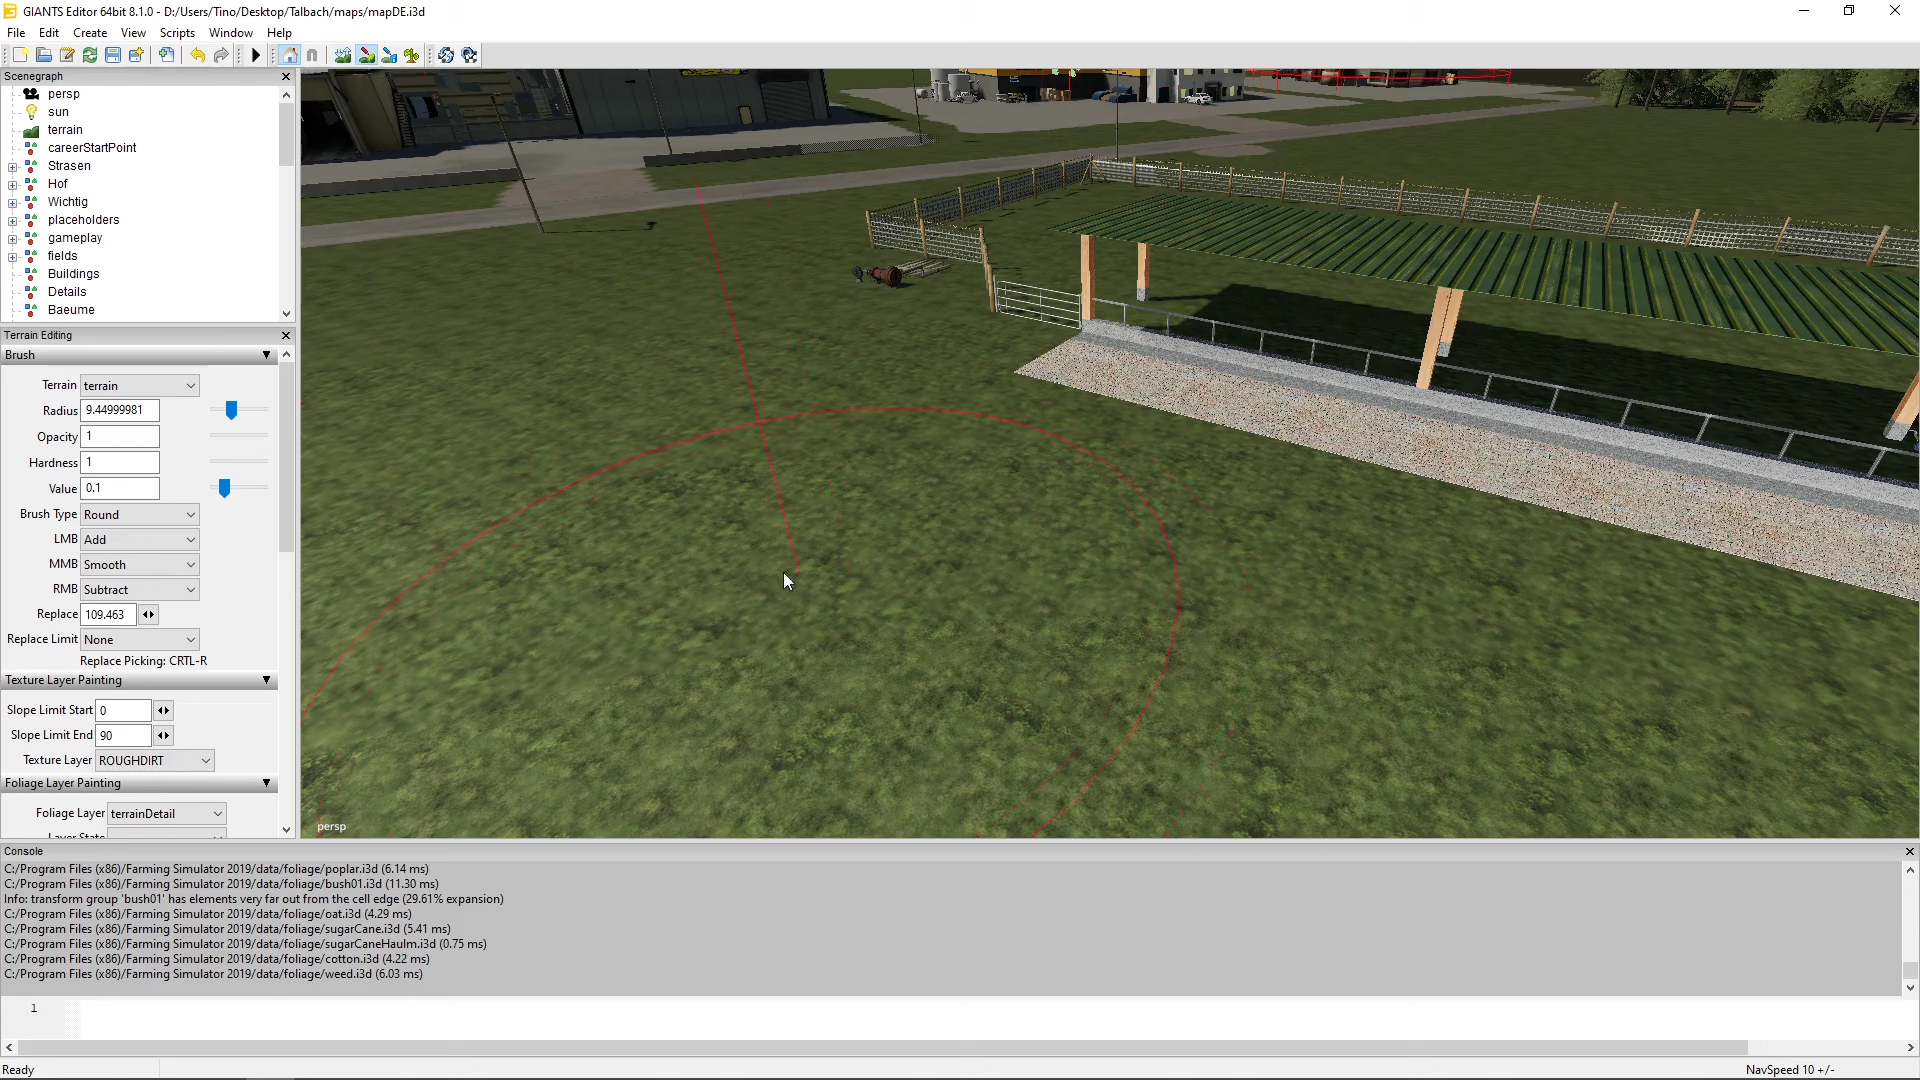 GIANTS Editor 64bit 8.1.0 - D:/Users/Tino/Desktop/Talbach/maps/mapDE.i3d
File Edit Create View Scripts Window Help
Scenegraph
persp
sun
terrain
careerStartPoint
Strasen
Hof
Wichtig
placeholders
gameplay
fields
Buildings
Details
Baeume
Terrain Editing
Brush
Terrain terrain
Radius 9.44999981
Opacity 1
Hardness 1
Value 0.1
Brush Type Round
LMB Add
MMB Smooth
RMB Subtract
Replace 109.463
Replace Limit None
Replace Picking: CRTL-R
Texture Layer Painting
Slope Limit Start 0
Slope Limit End 90
Texture Layer ROUGHDIRT
Foliage Layer Painting
Foliage Layer terrainDetail
Layer State
persp
Console
C:/Program Files (x86)/Farming Simulator 2019/data/foliage/poplar.i3d (6.14 ms)
C:/Program Files (x86)/Farming Simulator 2019/data/foliage/bush01.i3d (11.30 ms)
Info: transform group 'bush01' has elements very far out from the cell edge (29.61% expansion)
C:/Program Files (x86)/Farming Simulator 2019/data/foliage/oat.i3d (4.29 ms)
C:/Program Files (x86)/Farming Simulator 2019/data/foliage/sugarCane.i3d (5.41 ms)
C:/Program Files (x86)/Farming Simulator 2019/data/foliage/sugarCaneHaulm.i3d (0.75 ms)
C:/Program Files (x86)/Farming Simulator 2019/data/foliage/cotton.i3d (4.22 ms)
C:/Program Files (x86)/Farming Simulator 2019/data/foliage/weed.i3d (6.03 ms)
1
Ready
NavSpeed 10 +/-